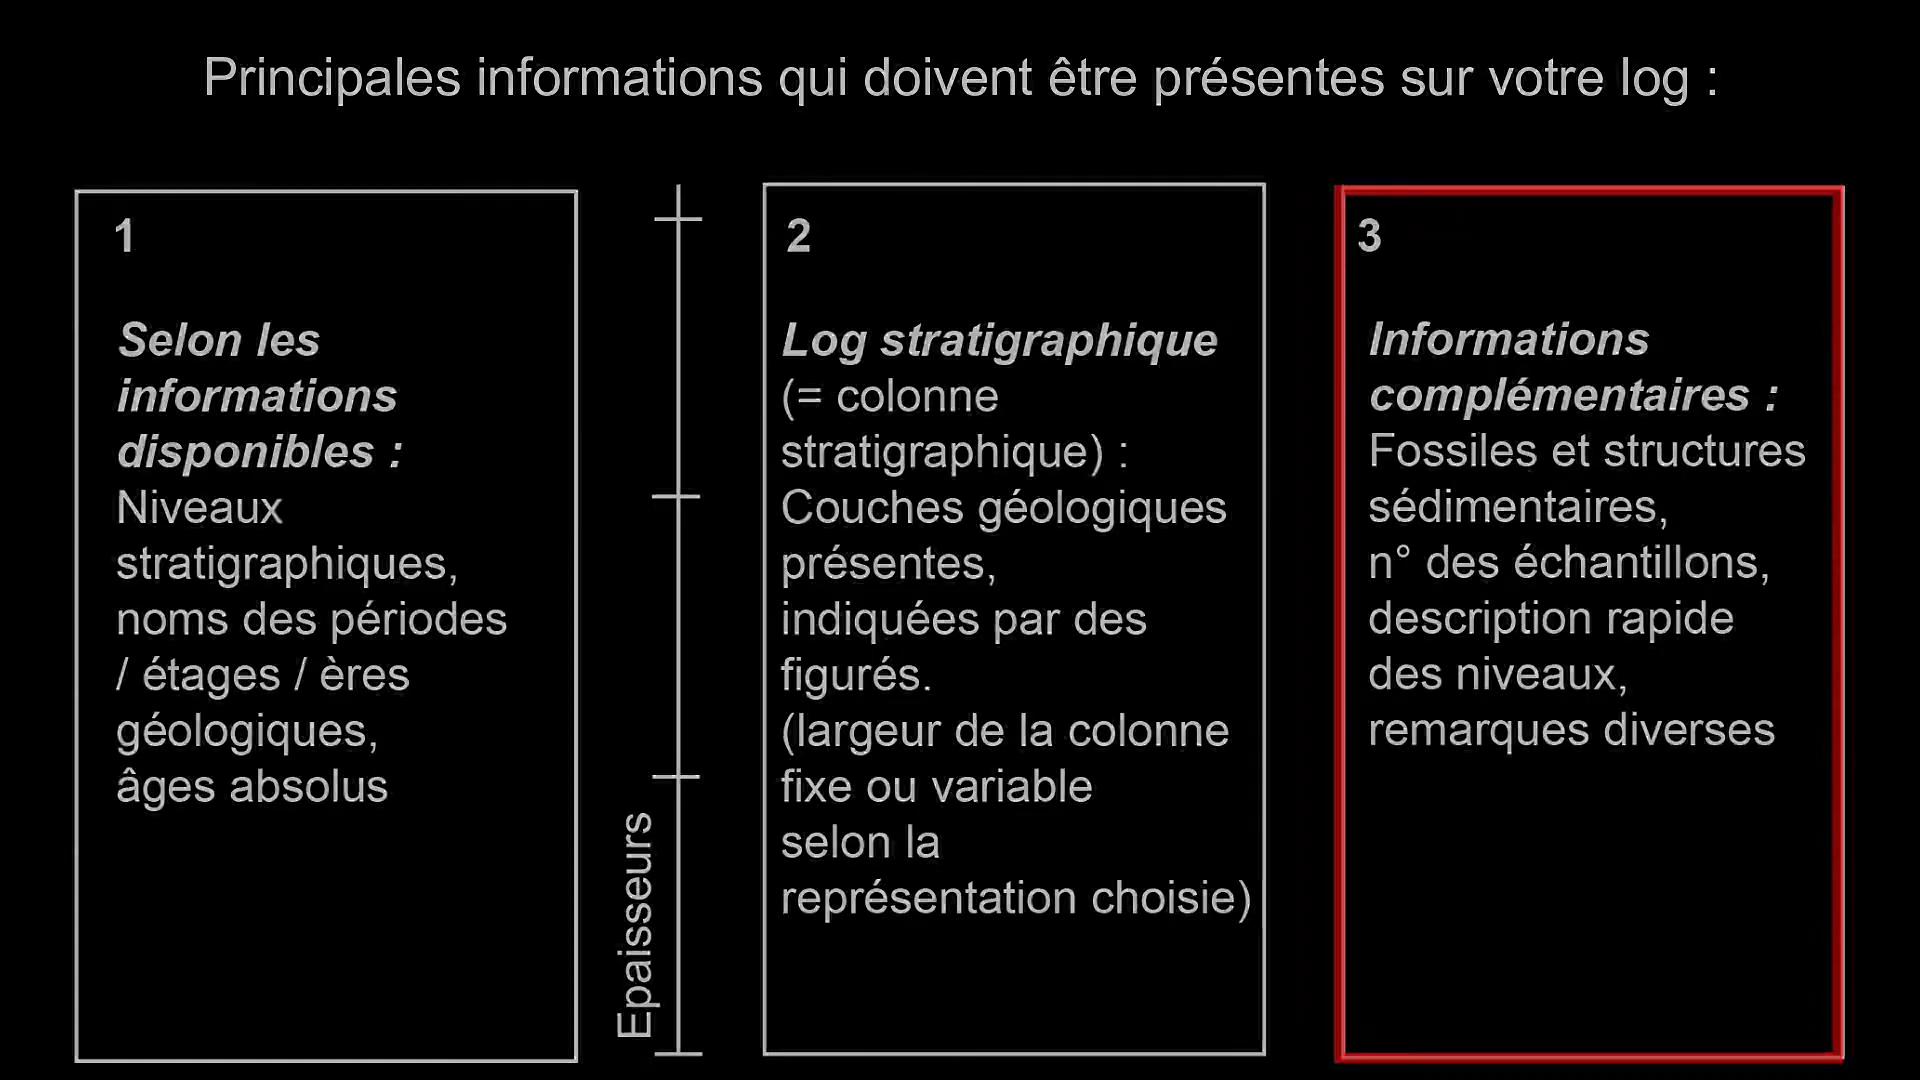 Principales informations qui doivent être présentes sur votre log :
1
Selon les
informations
disponibles :
Niveaux
stratigraphiques,
noms des périodes
/ étages / ères
géologiques,
âges absolus
Epaisseurs
2
Log stratigraphique
(= colonne
stratigraphique) :
Couches géologiques
présentes,
indiquées par des
figurés.
(largeur de la colonne
fixe ou variable
selon la
représentation choisie)
3
Informations
complémentaires :
Fossiles et structures
sédimentaires,
n° des échantillons,
description rapide
des niveaux,
remarques diverses